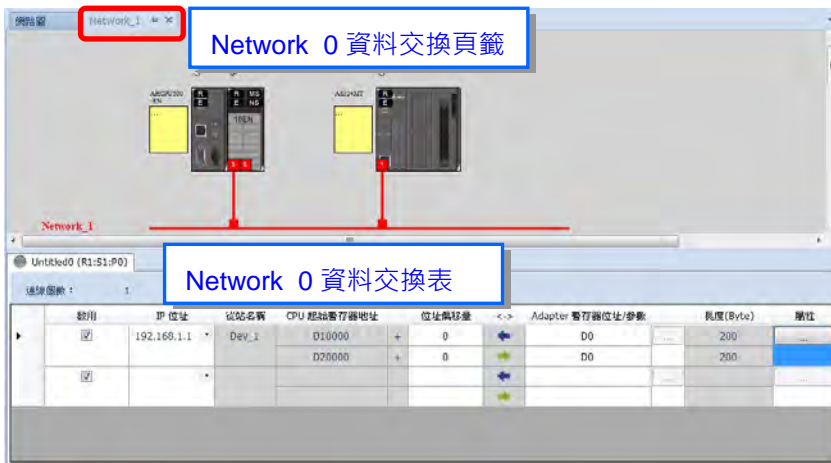 網路圖 Network_1
Network 0 資料交換頁籤
R MS
E NS
10EN
R
E
Network_1
Network 0 資料交換表
Untitled0 (R1:S1:P0)
連線個數： 1
啟用 IP 位址 從站名稱 CPU 起始暫存器地址 位址偏移量 <-> Adapter 暫存器位址/參數 長度(Byte) 屬性
192.168.1.1 Dev_1 D10000 + 0 D0 ... 200 ...
D20000 + 0 D0 200
...